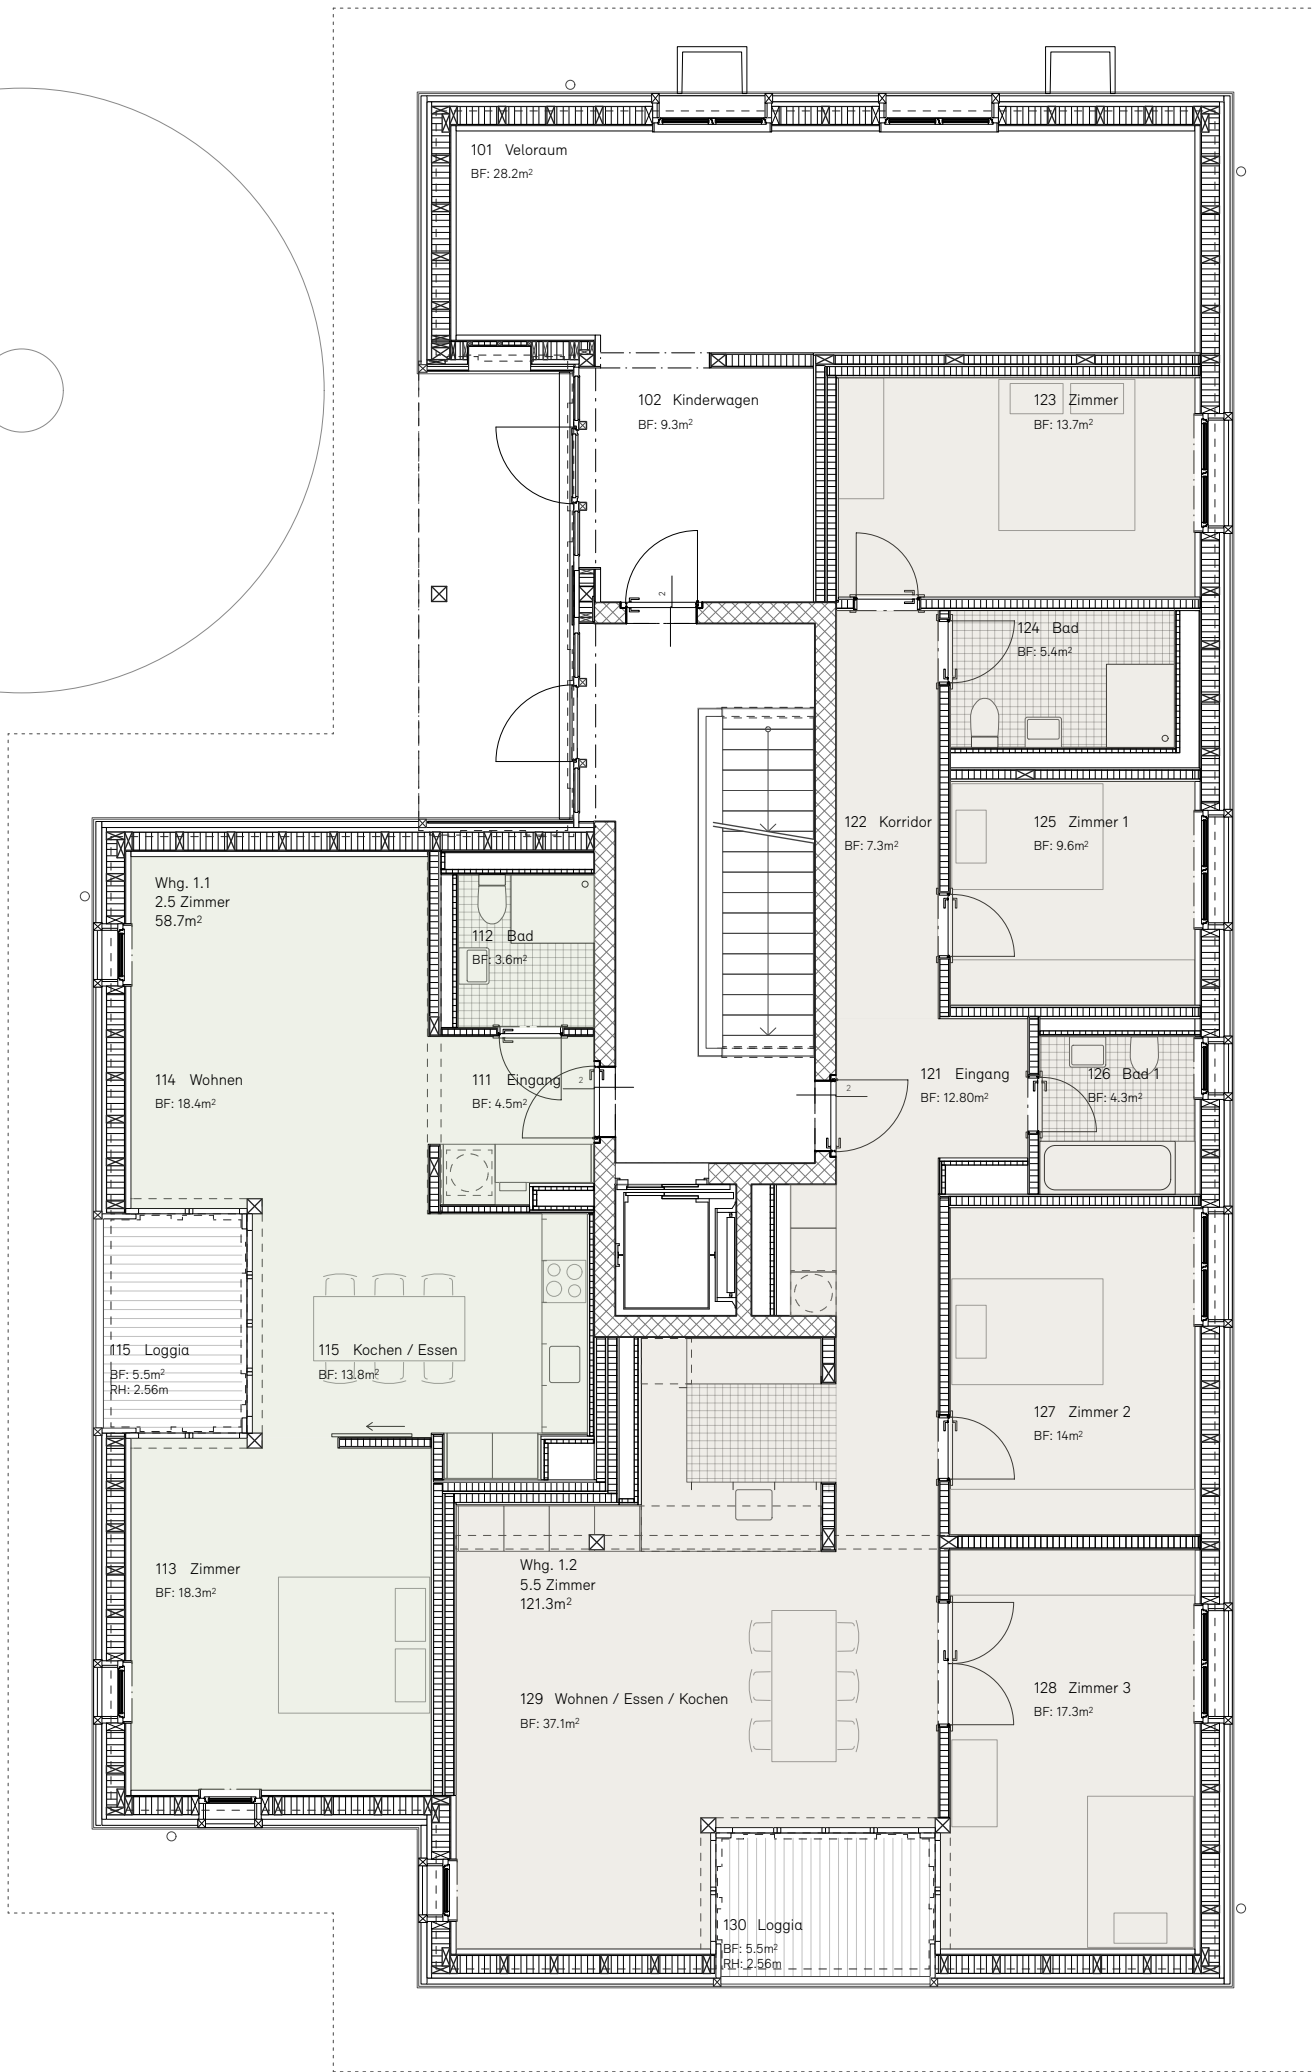 101 Veloraum
BF: 28.2m²
102 Kinderwagen
BF: 9.3m²
123 Zimmer
BF: 13.7m²
2
124 Bad
BF: 5.4m²
122 Korridor
BF: 7.3m²
125 Zimmer 1
BF: 9.6m²
Whg. 1.1
2.5 Zimmer
58.7m²
112 Bad
BF: 3.6m²
114 Wohnen
BF: 18.4m²
111 Eingang
BF: 4.5m²
2
2
121 Eingang
BF: 12.80m²
126 Bad 1
BF: 4.3m²
115 Loggia
BF: 5.5m²
RH: 2.56m
115 Kochen / Essen
BF: 13.8m²
127 Zimmer 2
BF: 14m²
113 Zimmer
BF: 18.3m²
Whg. 1.2
5.5 Zimmer
121.3m²
129 Wohnen / Essen / Kochen
BF: 37.1m²
128 Zimmer 3
BF: 17.3m²
130 Loggia
BF: 5.5m²
RH: 2.56m